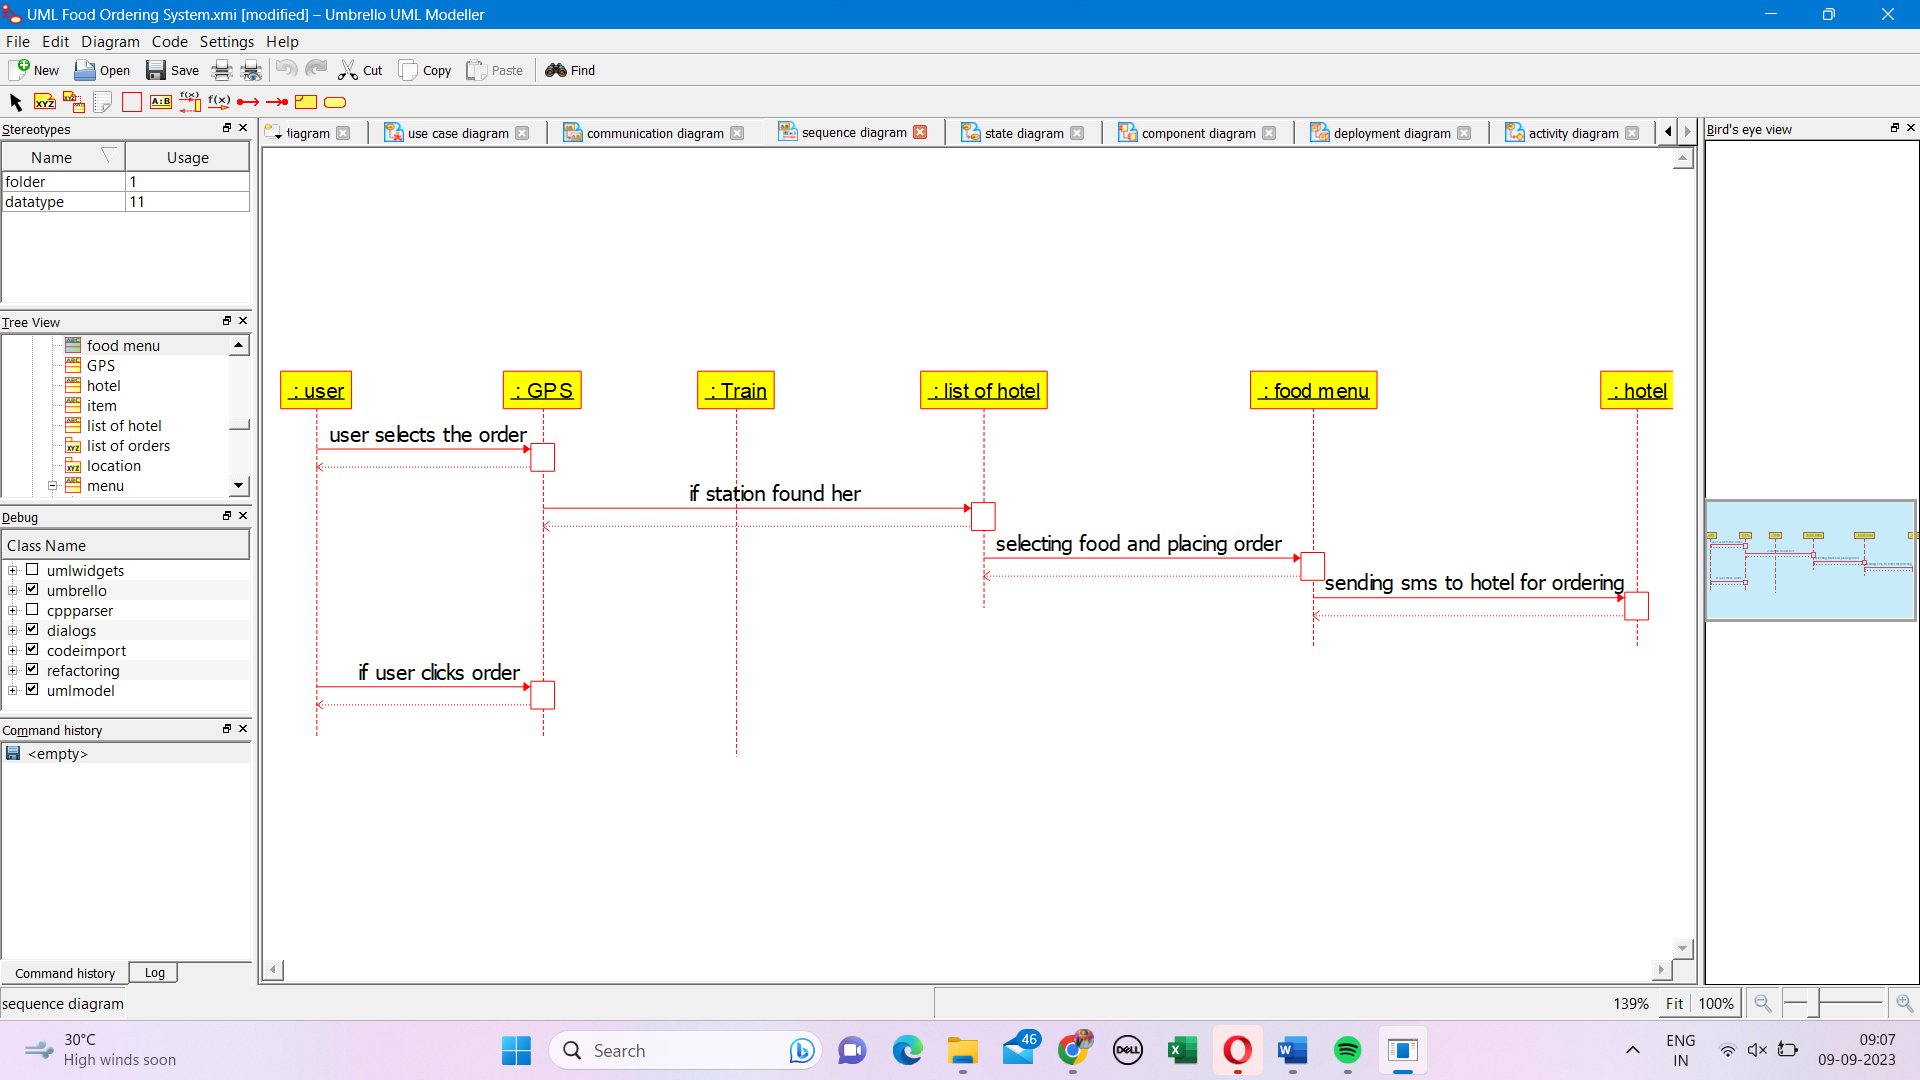 UML Food Ordering System.xmi [modified] – Umbrello UML Modeller
File Edit Diagram Code Settings Help
New Open Save Cut Copy Paste Find
XYZ A:B f(x) f(x)
Stereotypes
Name Usage
folder 1
datatype 11
Tree View
food menu
GPS
hotel
item
list of hotel
list of orders
location
menu
Debug
Class Name
umlwidgets
umbrello
cppparser
dialogs
codeimport
refactoring
umlmodel
Command history
<empty>
Command history Log
iagram use case diagram communication diagram sequence diagram state diagram component diagram deployment diagram activity diagram
Bird's eye view
: user : GPS : Train : list of hotel : food menu : hotel
user selects the order
if station found her
selecting food and placing order
sending sms to hotel for ordering
if user clicks order
sequence diagram
139% Fit 100%
30°C
High winds soon
Search
46
DELL
ENG
IN
09:07
09-09-2023